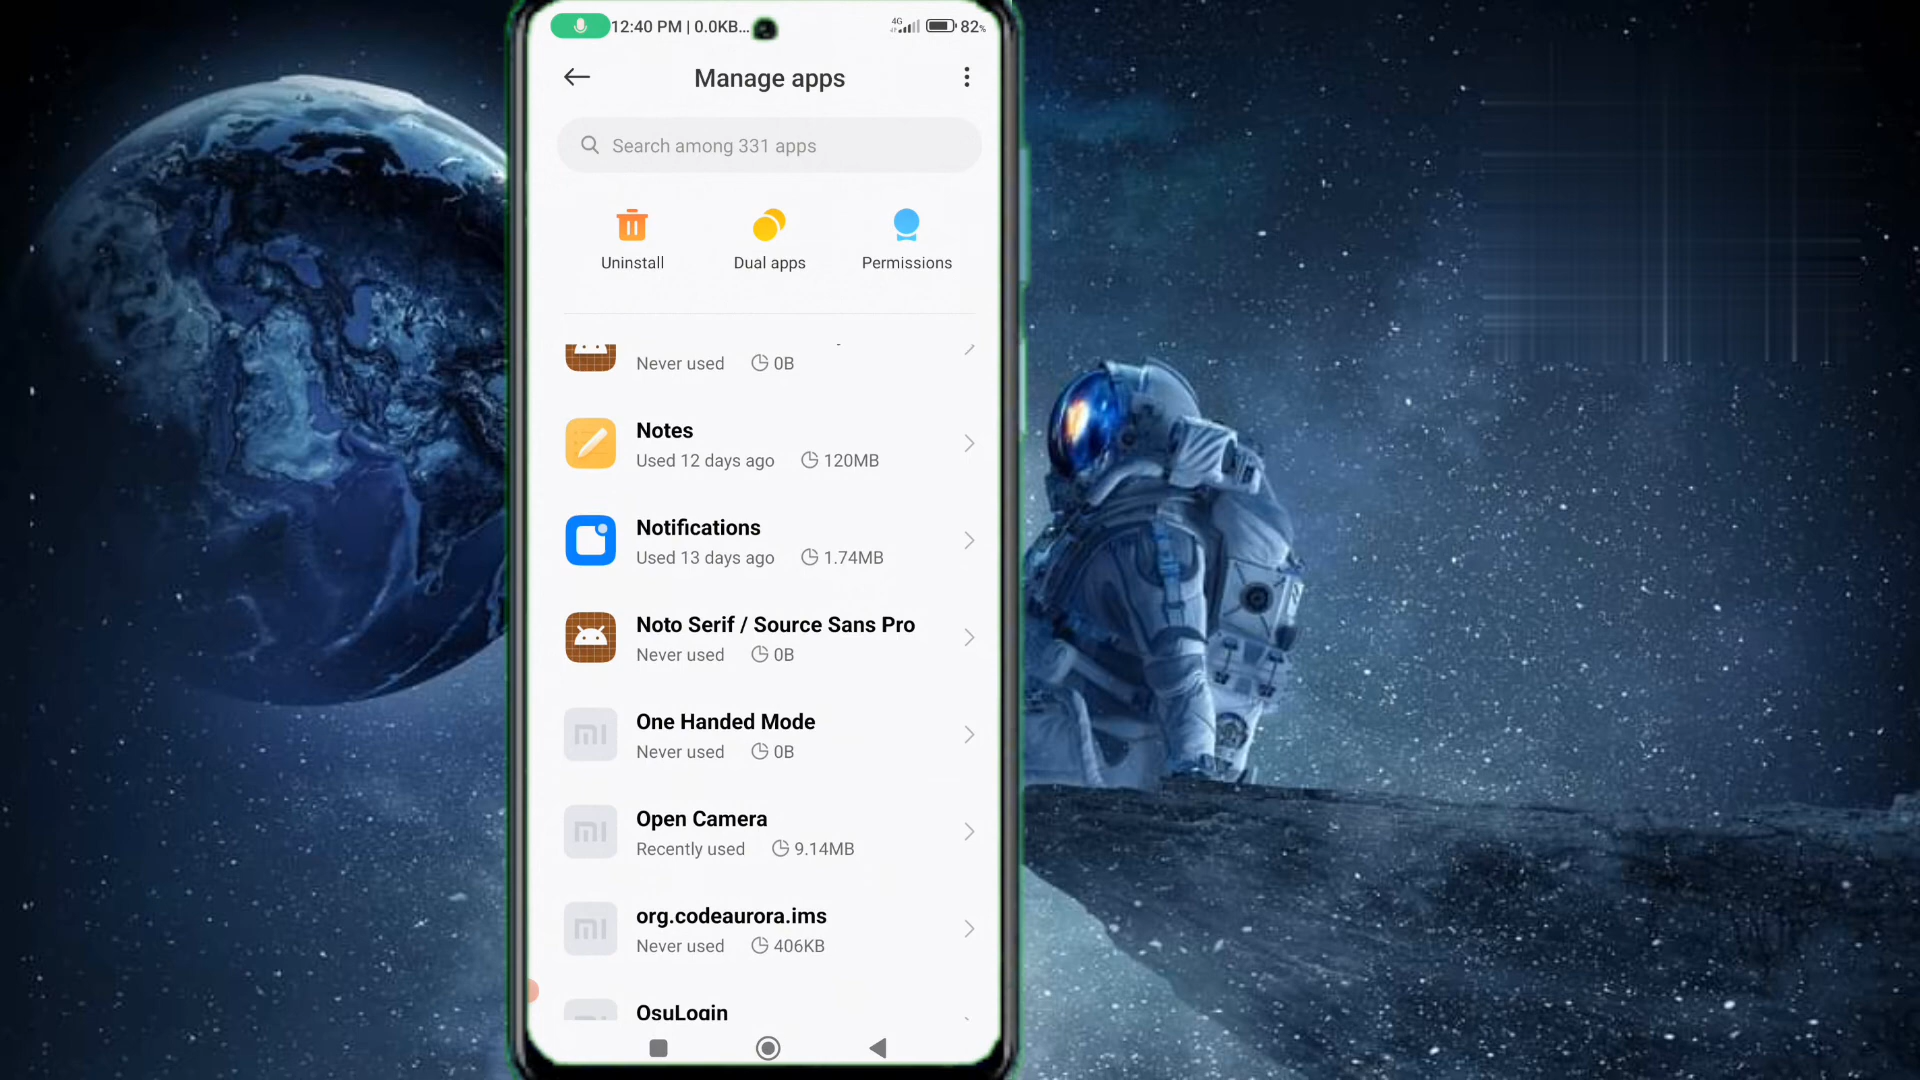 12:40 PM | 0.0KB...
4G
82%
Manage apps
Search among 331 apps
Uninstall
Dual apps
Permissions
Never used 0B
Notes
Used 12 days ago 120MB
Notifications
Used 13 days ago 1.74MB
Noto Serif / Source Sans Pro
Never used 0B
One Handed Mode
Never used 0B
Open Camera
Recently used 9.14MB
org.codeaurora.ims
Never used 406KB
OsuLogin